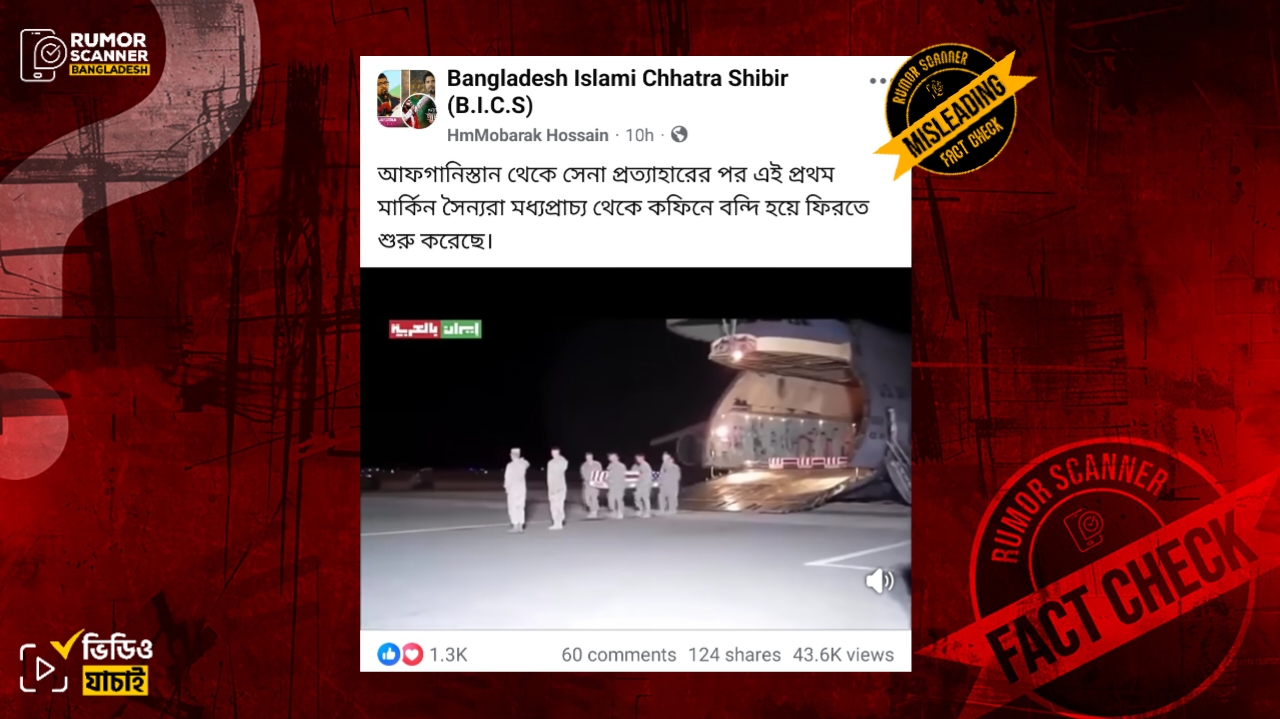 RUMOR
SCANNER
BANGLADESH
Bangladesh Islami Chhatra Shibir
(B.I.C.S)
HmMobarak Hossain · 10h ·
RUMOR SCANNER
MISLEADING
FACT CHECK
আফগানিস্তান থেকে সেনা প্রত্যাহারের পর এই প্রথম
মার্কিন সৈন্যরা মধ্যপ্রাচ্য থেকে কফিনে বন্দি হয়ে ফিরতে
শুরু করেছে।
ایران بالعربية
1.3K
60 comments 124 shares 43.6K views
RUMOR SCANNER
FACT CHECK
ভিডিও
যাচাই